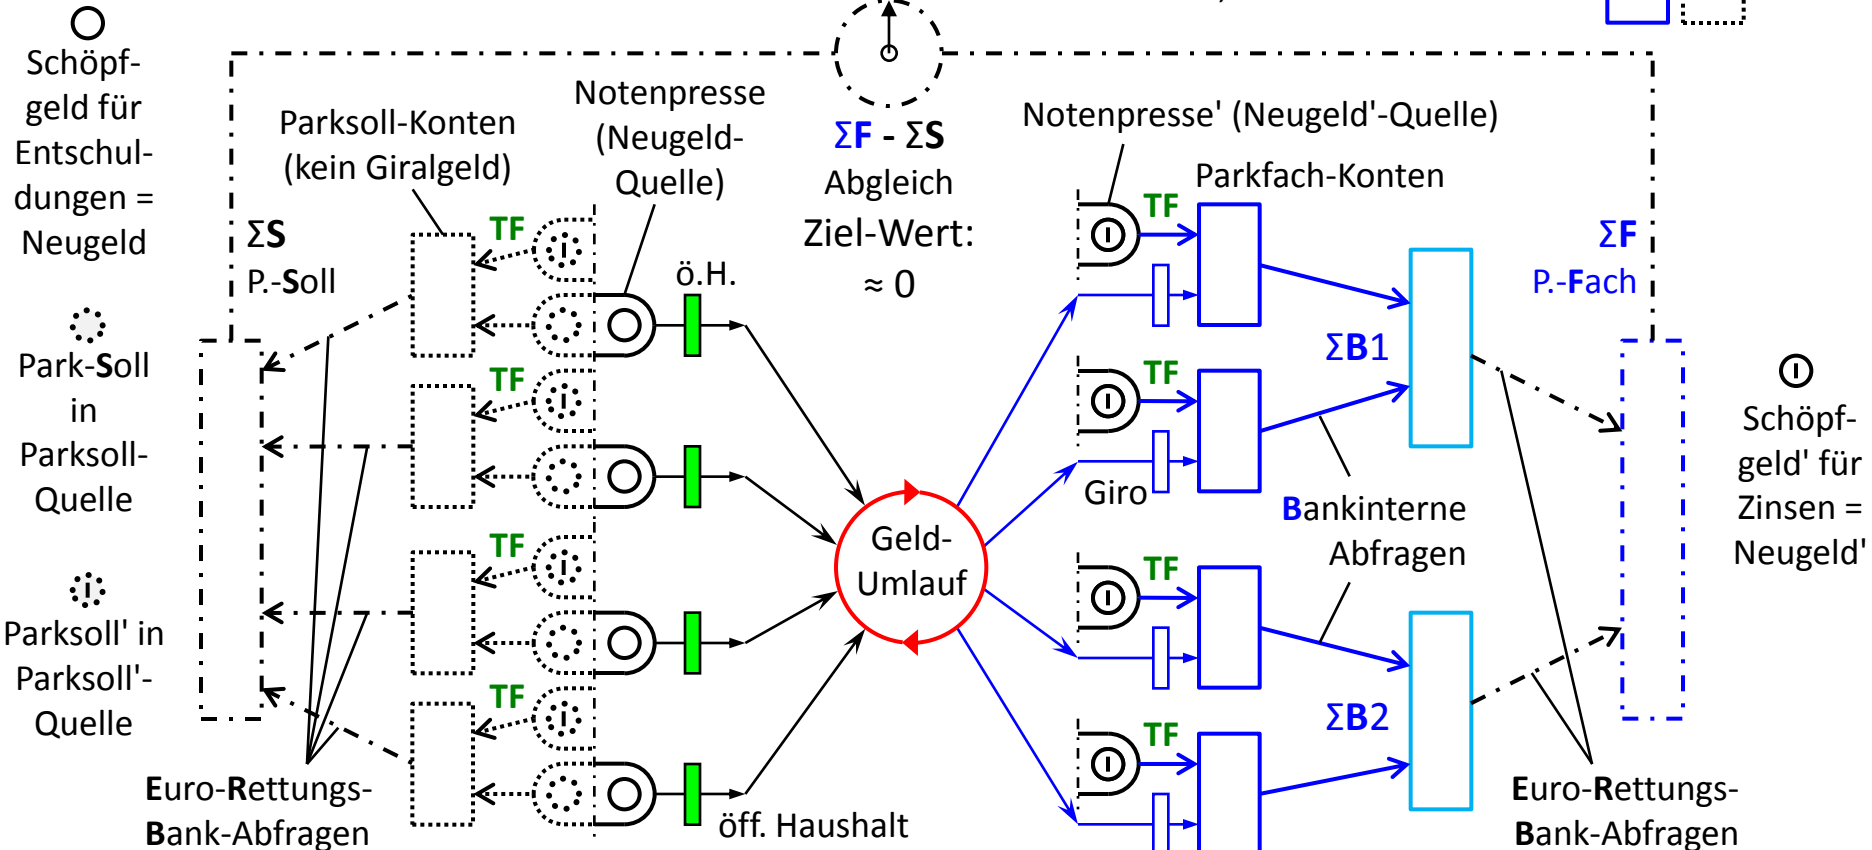 Schöpf-
geld für
Entschul-
dungen =
Neugeld
Park-Soll
in
Parksoll-
Quelle
Parksoll' in
Parksoll'-
Quelle
ΣS
P.-Soll
Parksoll-Konten
(kein Giralgeld)
Notenpresse
(Neugeld-
Quelle)
TF
TF
TF
TF
ö.H.
öff. Haushalt
Euro-Rettungs-
Bank-Abfragen
ΣF - ΣS
Abgleich
Ziel-Wert:
≈ 0
Geld-
Umlauf
Notenpresse' (Neugeld'-Quelle)
Parkfach-Konten
TF
TF
TF
TF
Giro
ΣB1
Bankinterne
Abfragen
ΣB2
ΣF
P.-Fach
Schöpf-
geld' für
Zinsen =
Neugeld'
Euro-Rettungs-
Bank-Abfragen